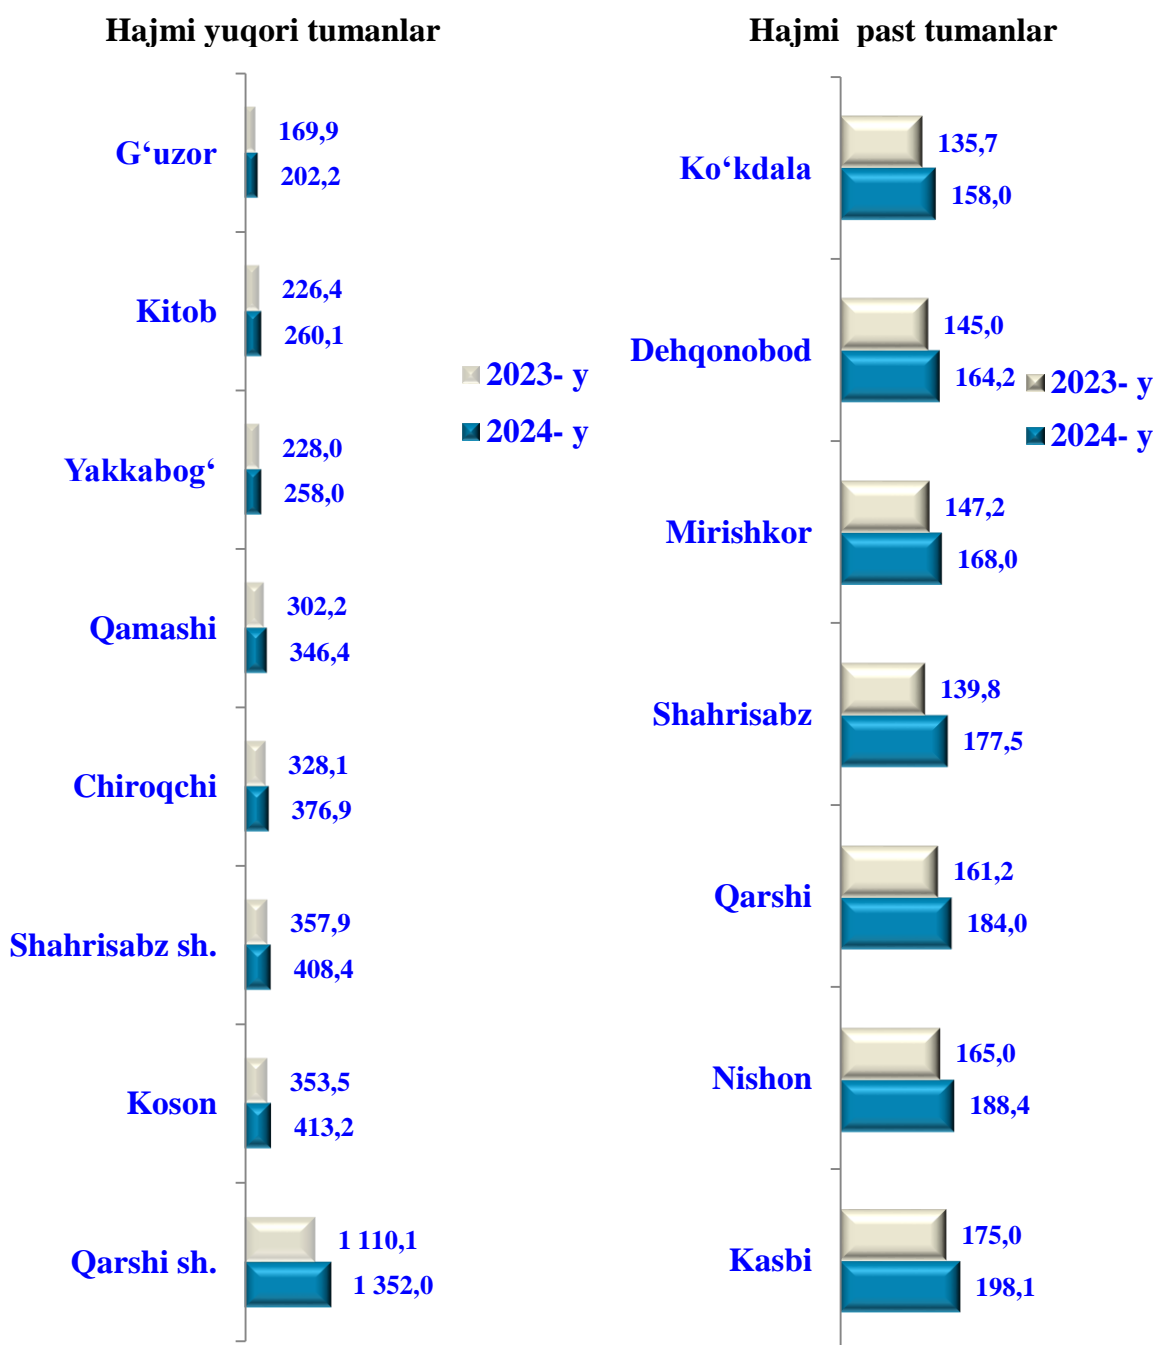 Hajmi yuqori tumanlar
G‘uzor
169,9
202,2
Kitob
226,4
260,1
Yakkabog‘
228,0
258,0
Qamashi
302,2
346,4
Chiroqchi
328,1
376,9
Shahrisabz sh.
357,9
408,4
Koson
353,5
413,2
Qarshi sh.
1 110,1
1 352,0
2023- y
2024- y
Hajmi past tumanlar
Ko‘kdala
135,7
158,0
Dehqonobod
145,0
164,2
Mirishkor
147,2
168,0
Shahrisabz
139,8
177,5
Qarshi
161,2
184,0
Nishon
165,0
188,4
Kasbi
175,0
198,1
2023- y
2024- y